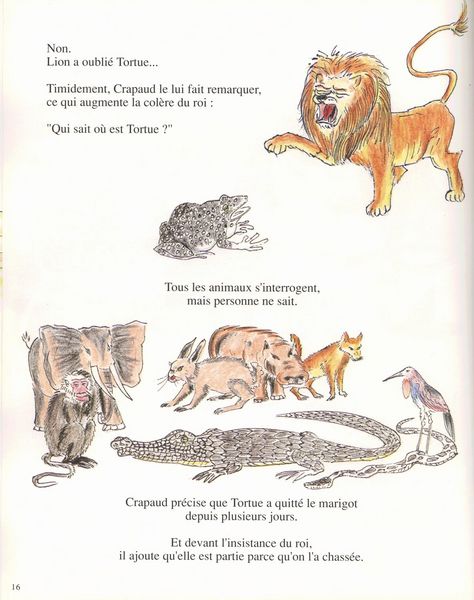 Non.
Lion a oublié Tortue...
Timidement, Crapaud le lui fait remarquer,
ce qui augmente la colère du roi :
"Qui sait où est Tortue ?"
Tous les animaux s'interrogent,
mais personne ne sait.
Crapaud précise que Tortue a quitté le marigot
depuis plusieurs jours.
Et devant l'insistance du roi,
il ajoute qu'elle est partie parce qu'on l'a chassée.
16